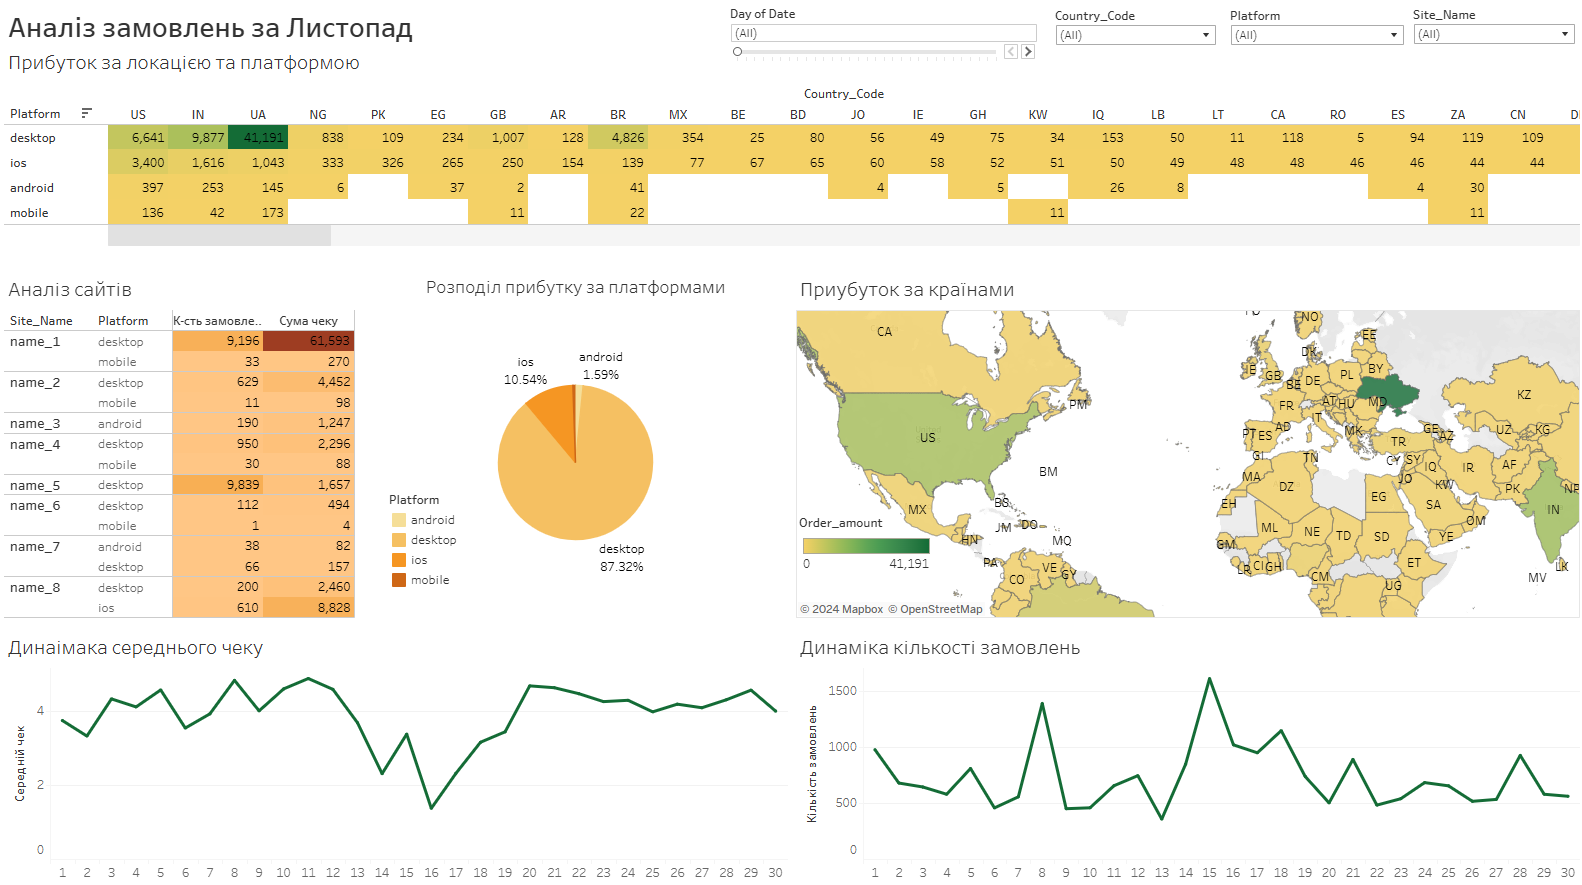 Аналіз замовлень за Листопад
Прибуток за локацією та платформою
Day of Date
(All)
Country_Code
(All)
Platform
(All)
Site_Name
(All)
Country_Code
Platform US IN UA NG PK EG GB AR BR MX BE BD JO IE GH KW IQ LB LT CA RO ES ZA CN
desktop 6,641 9,877 41,191 838 109 234 1,007 128 4,826 354 25 80 56 49 75 34 153 50 11 118 5 94 119 109
ios 3,400 1,616 1,043 333 326 265 250 154 139 77 67 65 60 58 52 51 50 49 48 48 46 46 44 44
android 397 253 145 6 37 2 41 4 5 26 8 4 30
mobile 136 42 173 11 22 11 11
Аналіз сайтів
Site_Name Platform К-сть замовле.. Сума чеку
name_1 desktop 9,196 61,593
mobile 33 270
name_2 desktop 629 4,452
mobile 11 98
name_3 android 190 1,247
name_4 desktop 950 2,296
mobile 30 88
name_5 desktop 9,839 1,657
name_6 desktop 112 494
mobile 1 4
name_7 android 38 82
desktop 66 157
name_8 desktop 200 2,460
ios 610 8,828
Розподіл прибутку за платформами
android
1.59%
ios
10.54%
desktop
87.32%
Platform
android
desktop
ios
mobile
Приубуток за країнами
CA
NO
EE
DK
IE
GB
BE
DE
PL
BY
KZ
PM
FR
AT
HU
MD
US
IT
PT
ES
AD
MK
GE
AZ
UZ
KG
TR
BM
GI
TN
CY
SY
IQ
IR
AF
MA
JO
KW
PK
NP
DZ
EG
SA
IN
BS
MX
EH
OM
JM
DO
ML
NE
TD
SD
YE
HN
MQ
GM
PA
VE
GY
CO
LR
CI
GH
CM
ET
UG
LK
MV
Order_amount
0 41,191
© 2024 Mapbox © OpenStreetMap
Динаімака середнього чеку
Середній чек
4
2
0
1 2 3 4 5 6 7 8 9 10 11 12 13 14 15 16 17 18 19 20 21 22 23 24 25 26 27 28 29 30
Динаміка кількості замовлень
Кількість замовлень
1500
1000
500
0
1 2 3 4 5 6 7 8 9 10 11 12 13 14 15 16 17 18 19 20 21 22 23 24 25 26 27 28 29 30